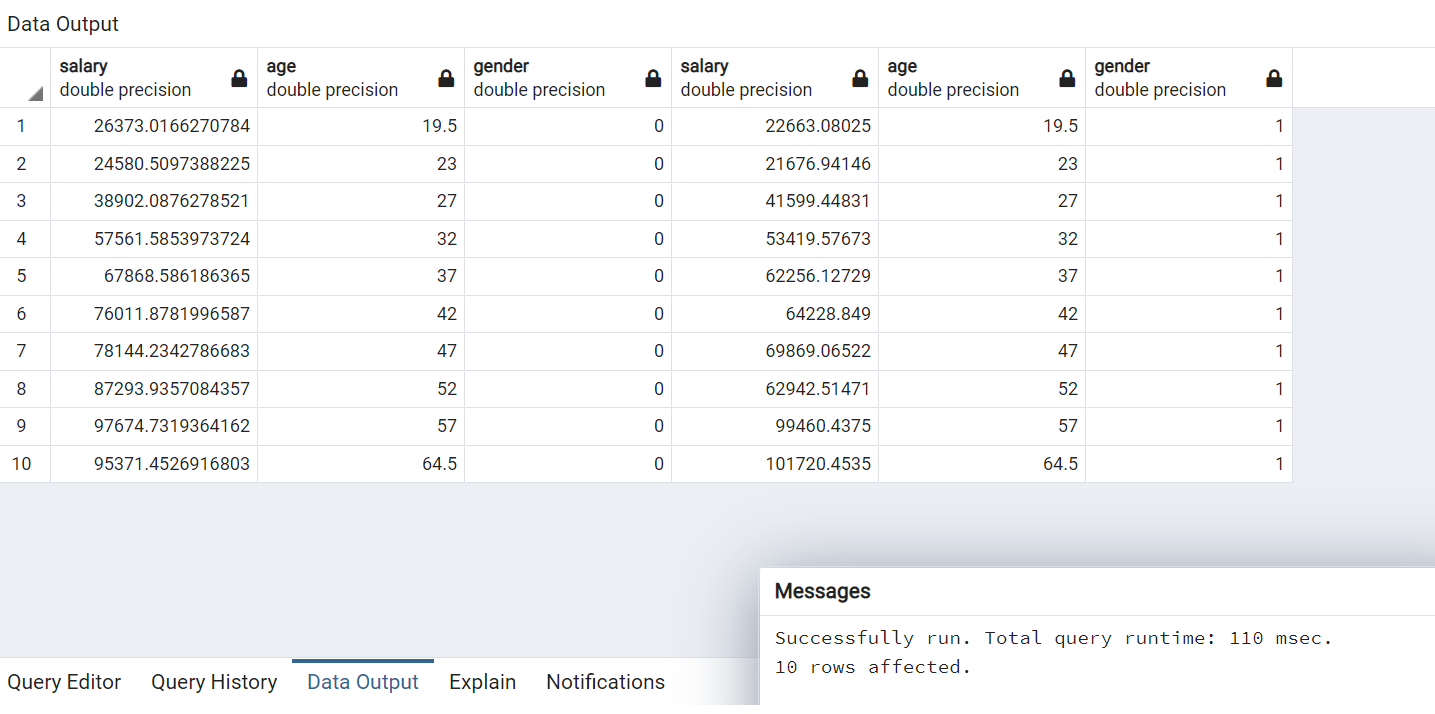 Data Output
salary age gender salary age gender
double precision double precision double precision double precision double precision double precision
1 26373.0166270784 19.5 0 22663.08025 19.5 1
2 24580.5097388225 23 0 21676.94146 23 1
3 38902.0876278521 27 0 41599.44831 27 1
4 57561.5853973724 32 0 53419.57673 32 1
5 67868.586186365 37 0 62256.12729 37 1
6 76011.8781996587 42 0 64228.849 42 1
7 78144.2342786683 47 0 69869.06522 47 1
8 87293.9357084357 52 0 62942.51471 52 1
9 97674.7319364162 57 0 99460.4375 57 1
10 95371.4526916803 64.5 0 101720.4535 64.5 1
Messages
Successfully run. Total query runtime: 110 msec.
10 rows affected.
Query Editor Query History Data Output Explain Notifications